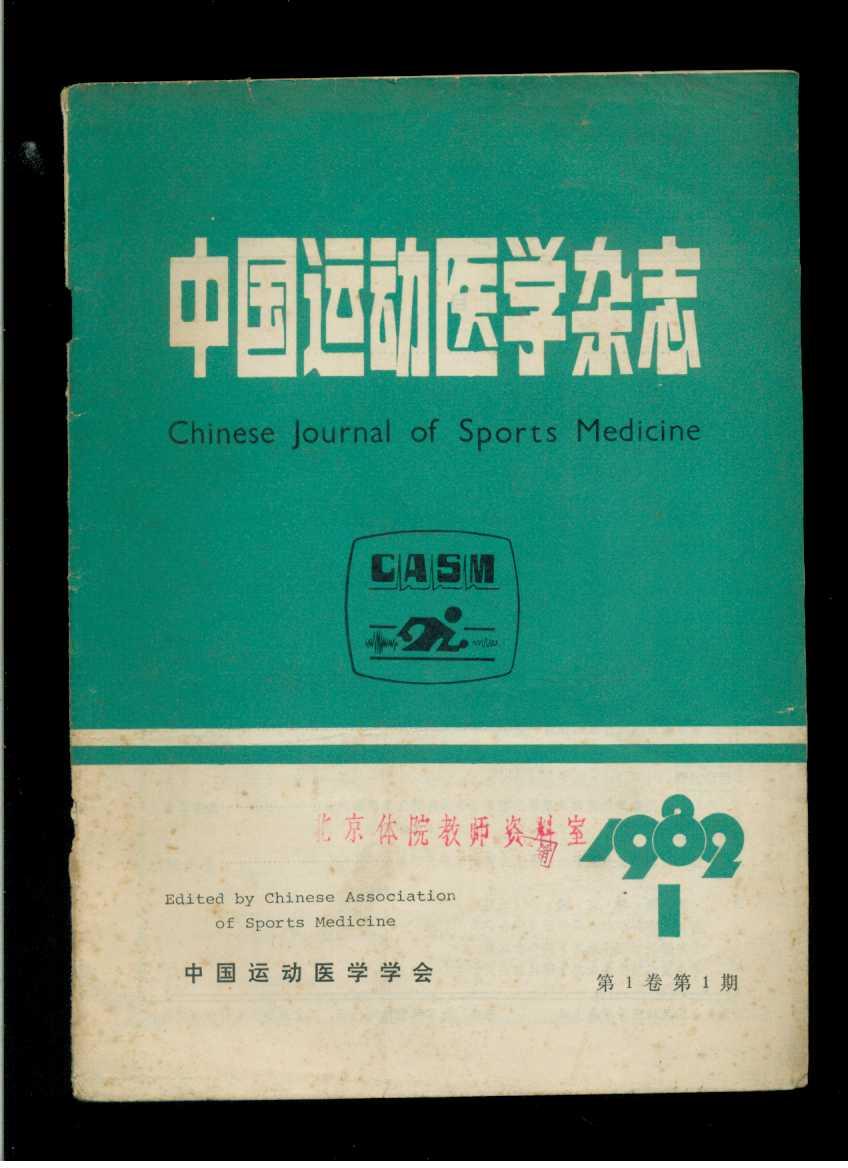 中国运动医学杂志
Chinese Journal of Sports Medicine
CASM
北京体院教师资料室
1982
1
Edited by Chinese Association
of Sports Medicine
中国运动医学学会
第1卷第1期